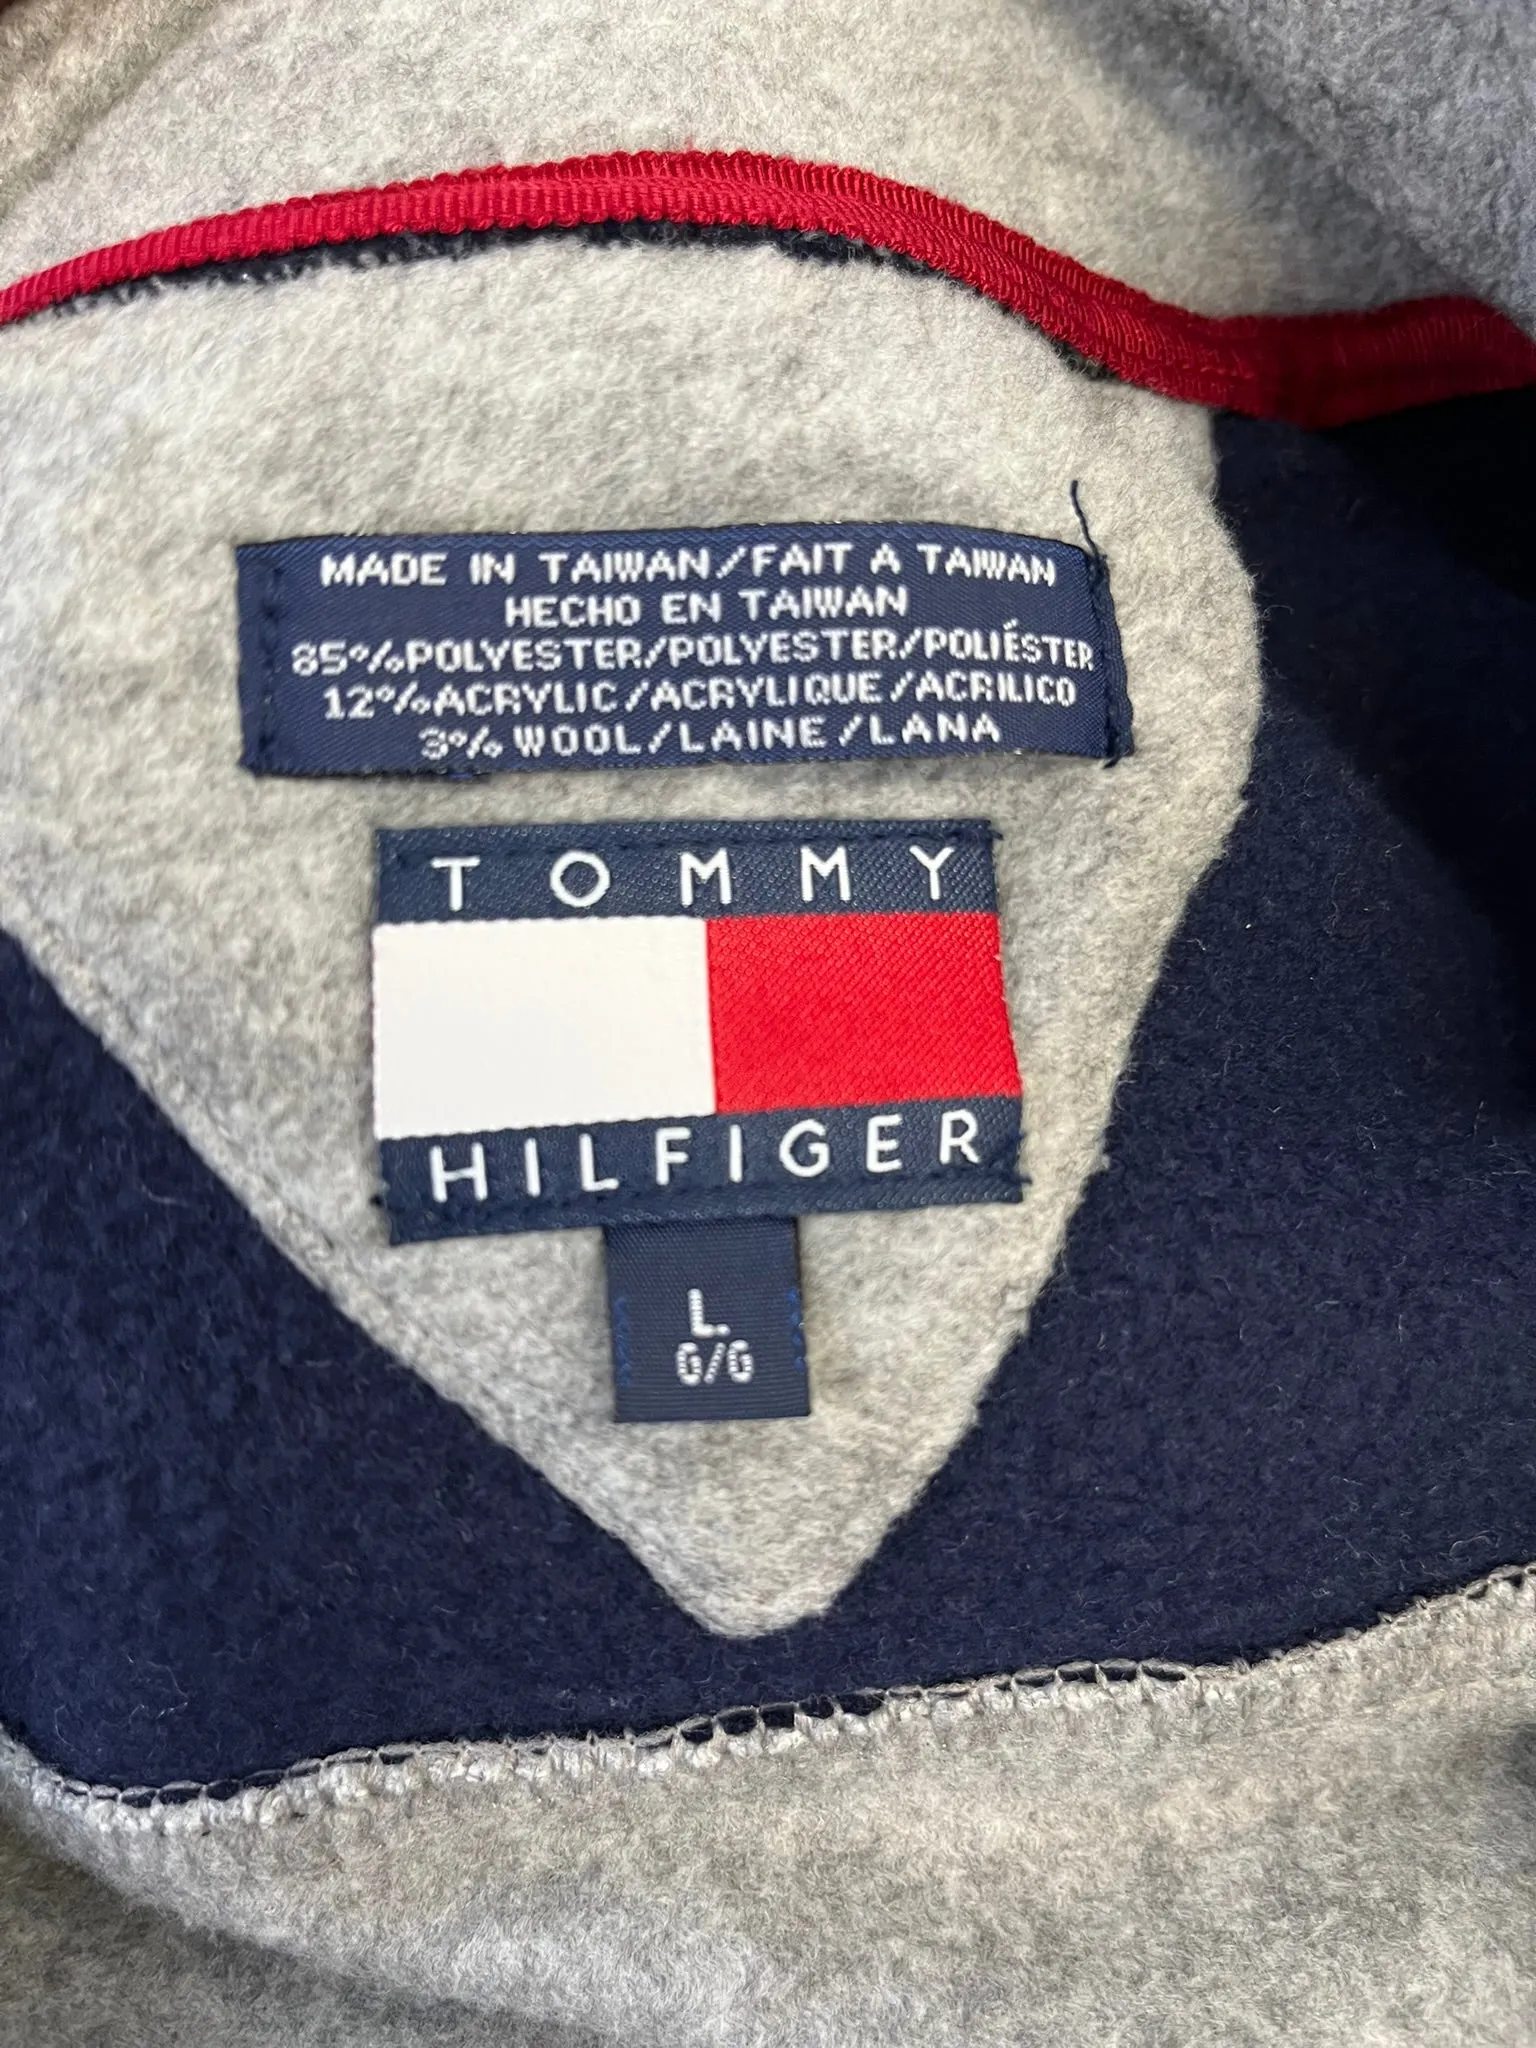 MADE IN TAIWAN/FAIT A TAIWAN
HECHO EN TAIWAN
85%POLYESTER/POLYESTER/POLIÉSTER
12%ACRYLIC/ACRYLIQUE/ACRILICO
3% WOOL/LAINE/LANA
TOMMY
HILFIGER
L
G/G